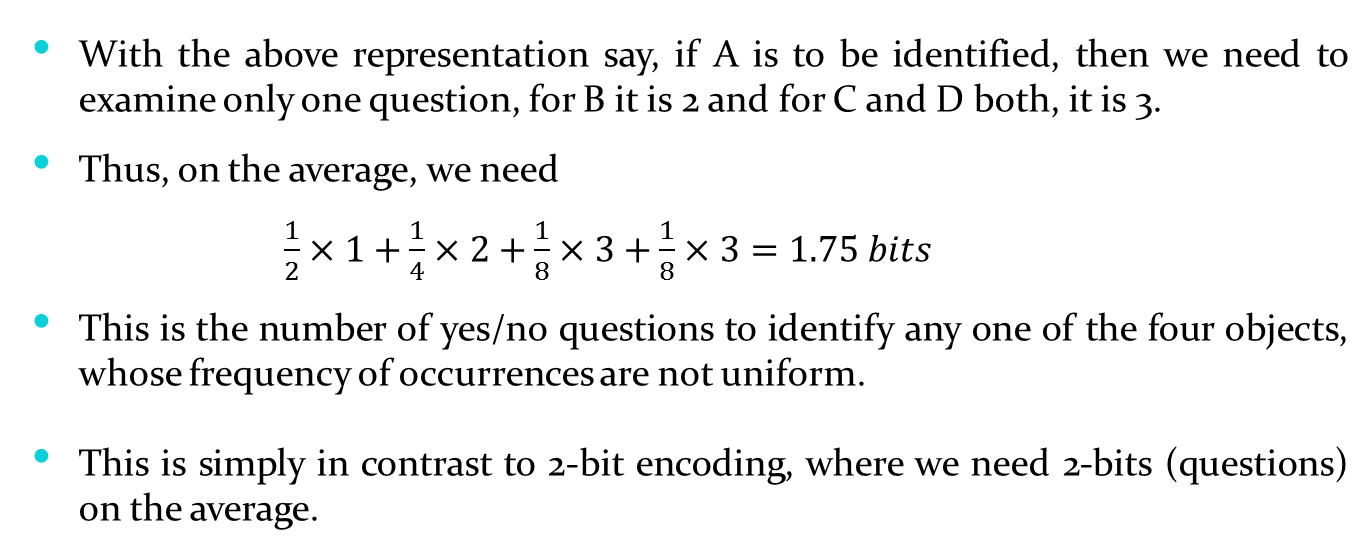 • With the above representation say, if A is to be identified, then we need to
examine only one question, for B it is 2 and for C and D both, it is 3.
• Thus, on the average, we need
1/2 × 1 + 1/4 × 2 + 1/8 × 3 + 1/8 × 3 = 1.75 bits
• This is the number of yes/no questions to identify any one of the four objects,
whose frequency of occurrences are not uniform.
• This is simply in contrast to 2-bit encoding, where we need 2-bits (questions)
on the average.